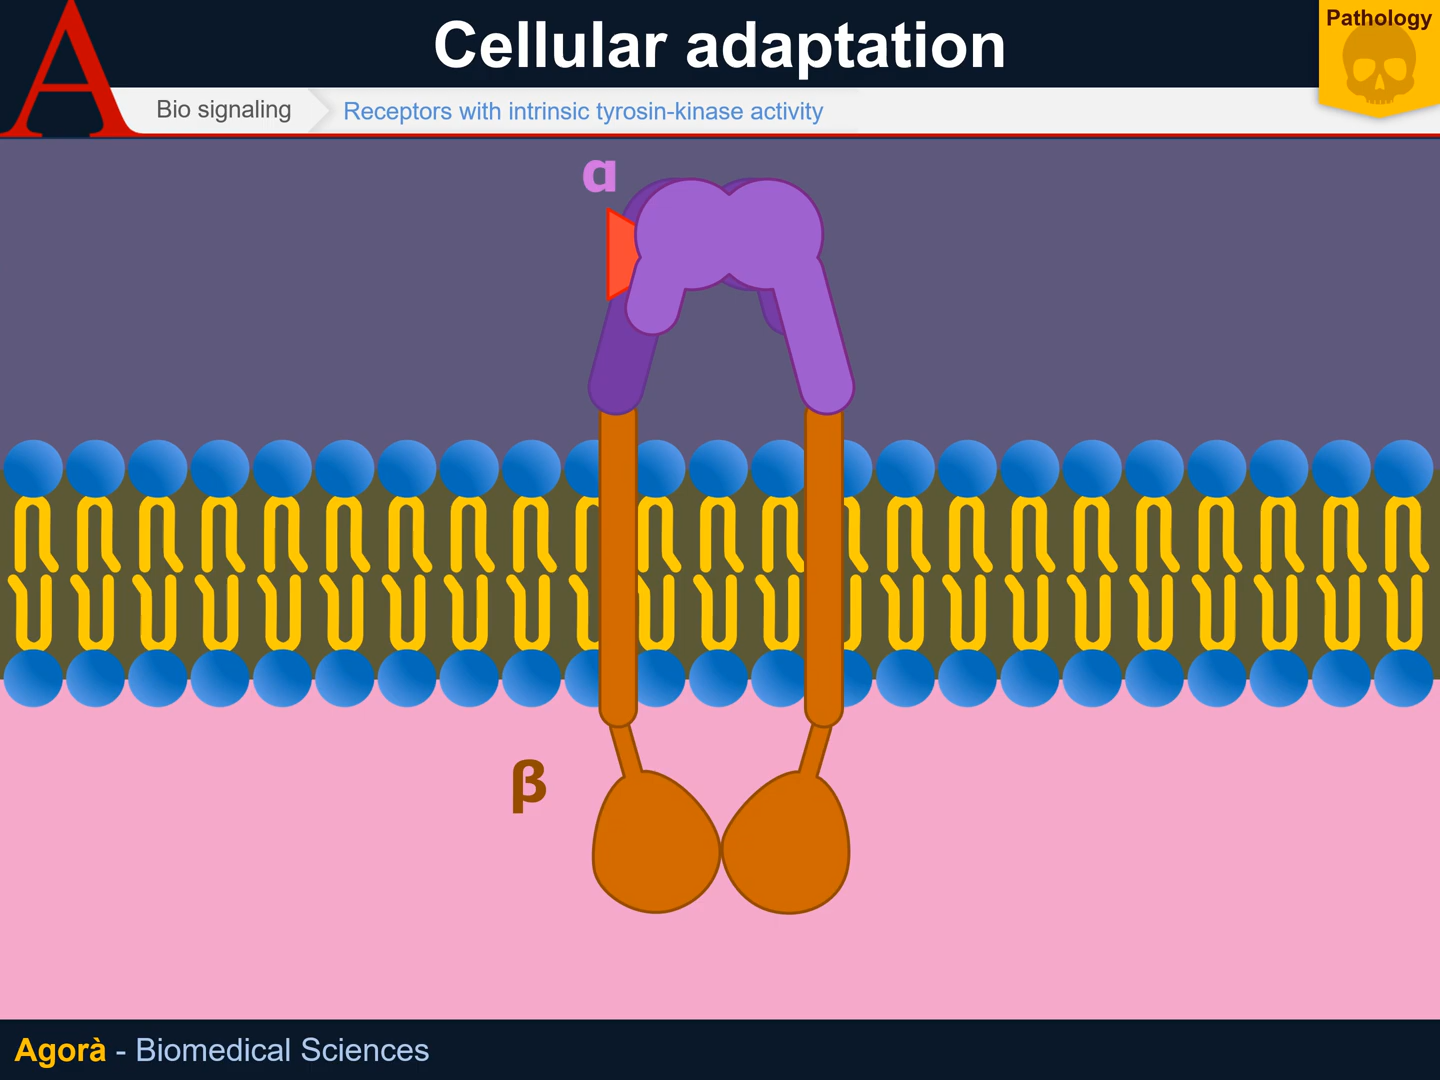 A
Cellular adaptation
Pathology
Bio signaling
Receptors with intrinsic tyrosin-kinase activity
α
β
Agorà - Biomedical Sciences